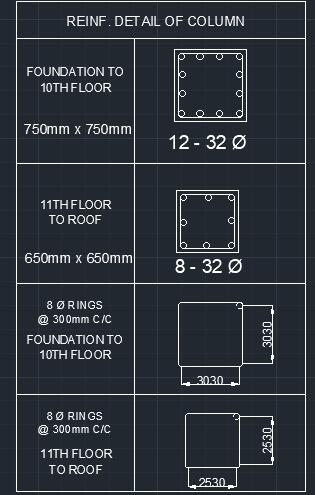 REINF. DETAIL OF COLUMN
FOUNDATION TO
10TH FLOOR
750mm x 750mm
12 - 32 Ø
11TH FLOOR
TO ROOF
650mm x 650mm
8 - 32 Ø
8 Ø RINGS
@ 300mm C/C
FOUNDATION TO
10TH FLOOR
3030
3030
8 Ø RINGS
@ 300mm C/C
11TH FLOOR
TO ROOF
2530
2530